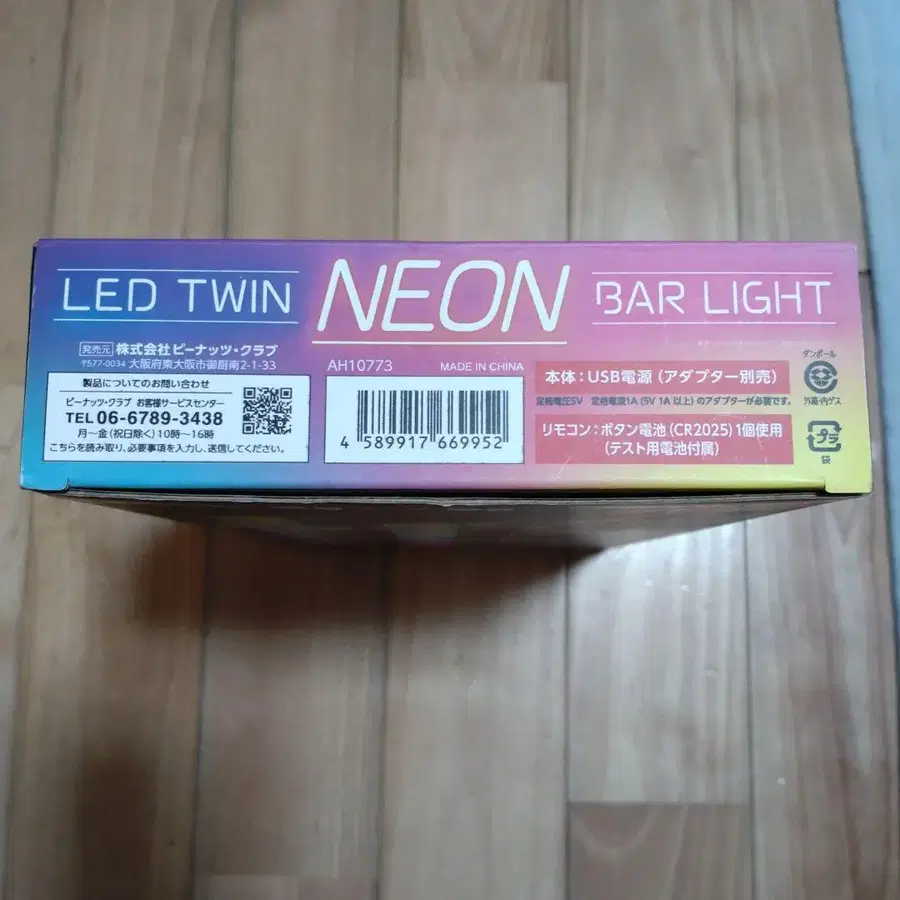 LED TWIN NEON BAR LIGHT
発売元 株式会社ピーナッツ・クラブ
〒577-0034 大阪府東大阪市御厨南2-1-33
製品についてのお問い合わせ
ピーナッツ・クラブ お客様サービスセンター
TEL 06-6789-3438
月〜金(祝日除く)10時〜16時
こちらを読み取り、必要事項を入力し、送信してください。
AH10773 MADE IN CHINA
4 589917 669952
本体:USB電源(アダプター別売)
定格電圧5V 定格電流1A(5V 1A以上)のアダプターが必要です。
リモコン:ボタン電池(CR2025)1個使用
(テスト用電池付属)
ダンボール
外箱・内ゲス
プラ
袋